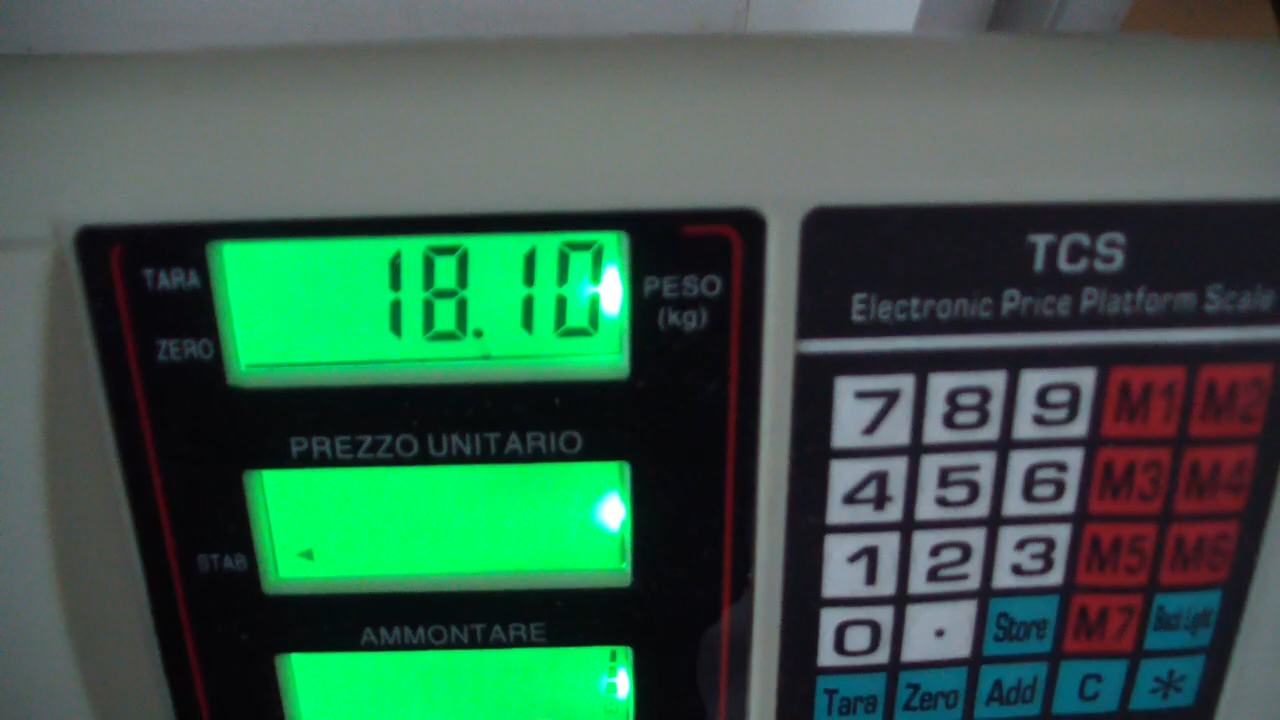 TARA
18.10
PESO
(kg)
ZERO
PREZZO UNITARIO
STAB
AMMONTARE
TCS
Electronic Price Platform Scale
7 8 9 M1 M2
4 5 6 M3 M4
1 2 3 M5 M6
0 . Store M7 Back Light
Tara Zero Add C *